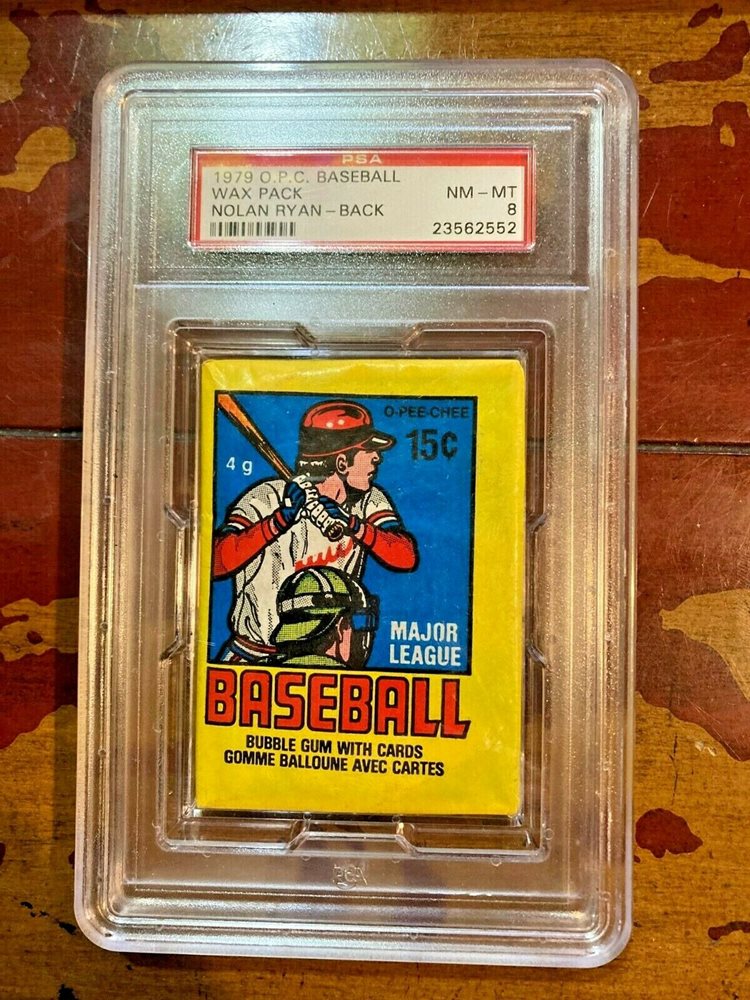 PSA
1979 O.P.C. BASEBALL
WAX PACK NM-MT
NOLAN RYAN-BACK 8
23562552
O-PEE-CHEE
15¢
4 g
MAJOR
LEAGUE
BASEBALL
BUBBLE GUM WITH CARDS
GOMME BALLOUNE AVEC CARTES
PSA